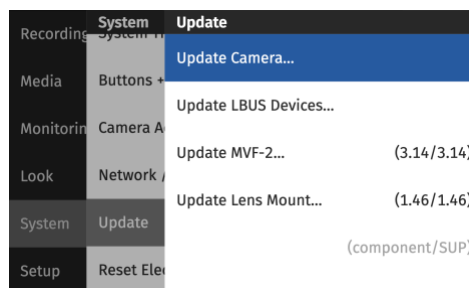 Recording
Media
Monitorin
Look
System
Setup
System
Buttons +
Camera A
Network /
Update
Reset Ele
Update
Update Camera...
Update LBUS Devices...
Update MVF-2... (3.14/3.14)
Update Lens Mount... (1.46/1.46)
(component/SUP)